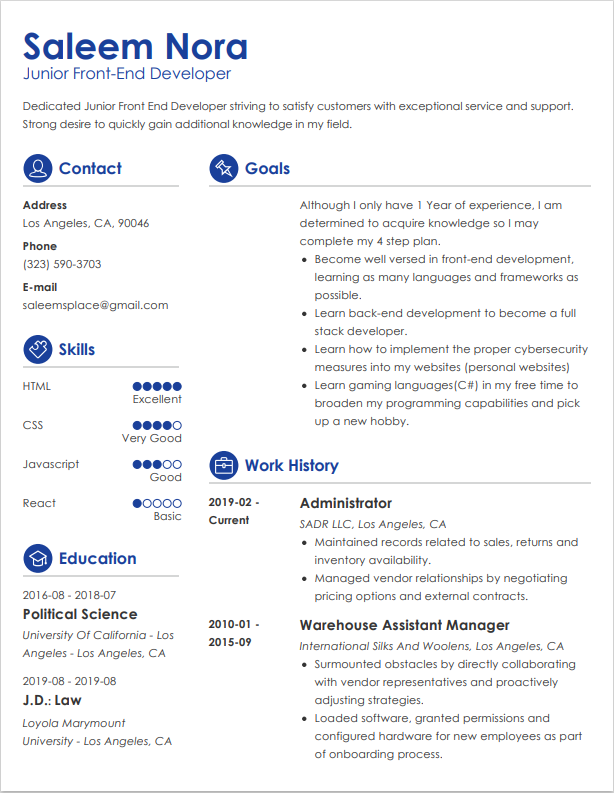 Saleem Nora
Junior Front-End Developer
Dedicated Junior Front End Developer striving to satisfy customers with exceptional service and support.
Strong desire to quickly gain additional knowledge in my field.
Contact
Address
Los Angeles, CA, 90046
Phone
(323) 590-3703
E-mail
saleemsplace@gmail.com
Skills
HTML
Excellent
CSS
Very Good
Javascript
Good
React
Basic
Education
2016-08 - 2018-07
Political Science
University Of California - Los
Angeles - Los Angeles, CA
2019-08 - 2019-08
J.D.: Law
Loyola Marymount
University - Los Angeles, CA
Goals
Although I only have 1 Year of experience, I am
determined to acquire knowledge so I may
complete my 4 step plan.
• Become well versed in front-end development,
learning as many languages and frameworks as
possible.
• Learn back-end development to become a full
stack developer.
• Learn how to implement the proper cybersecurity
measures into my websites (personal websites)
• Learn gaming languages(C#) in my free time to
broaden my programming capabilities and pick
up a new hobby.
Work History
2019-02 -
Current
Administrator
SADR LLC, Los Angeles, CA
• Maintained records related to sales, returns and
inventory availability.
• Managed vendor relationships by negotiating
pricing options and external contracts.
2010-01 -
2015-09
Warehouse Assistant Manager
International Silks And Woolens, Los Angeles, CA
• Surmounted obstacles by directly collaborating
with vendor representatives and proactively
adjusting strategies.
• Loaded software, granted permissions and
configured hardware for new employees as part
of onboarding process.